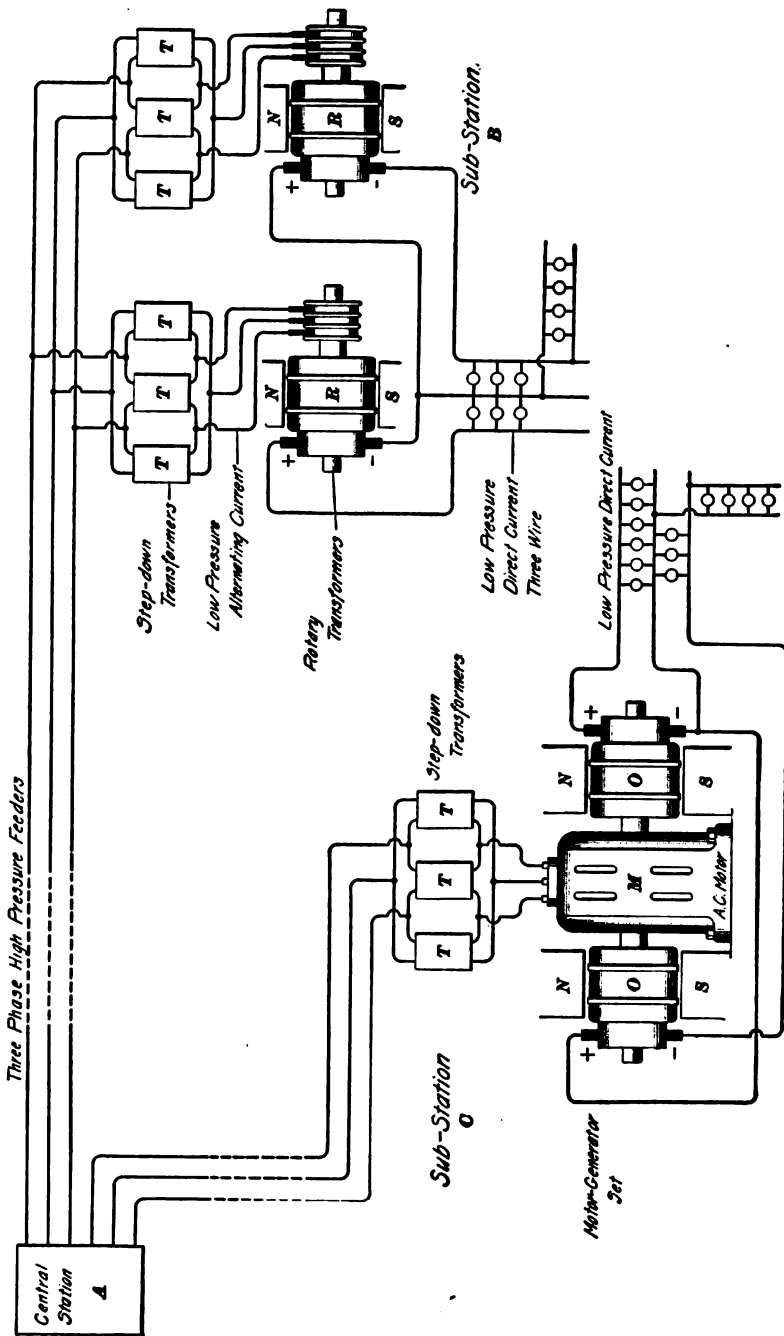 Three Phase High Pressure Feeders
Central
Station
A
T
T
T
T
T
T
Step-down
Transformers
Low Pressure
Alternating Current
N
R
S
+
-
N
R
S
+
-
Rotary
Transformers
Sub-Station.
B
Low Pressure
Direct Current
Three Wire
Sub-Station
C
T
T
T
Step-down
Transformers
Motor-Generator
Set
N
O
S
+
-
M
A.C. Motor
N
O
S
+
-
Low Pressure Direct Current